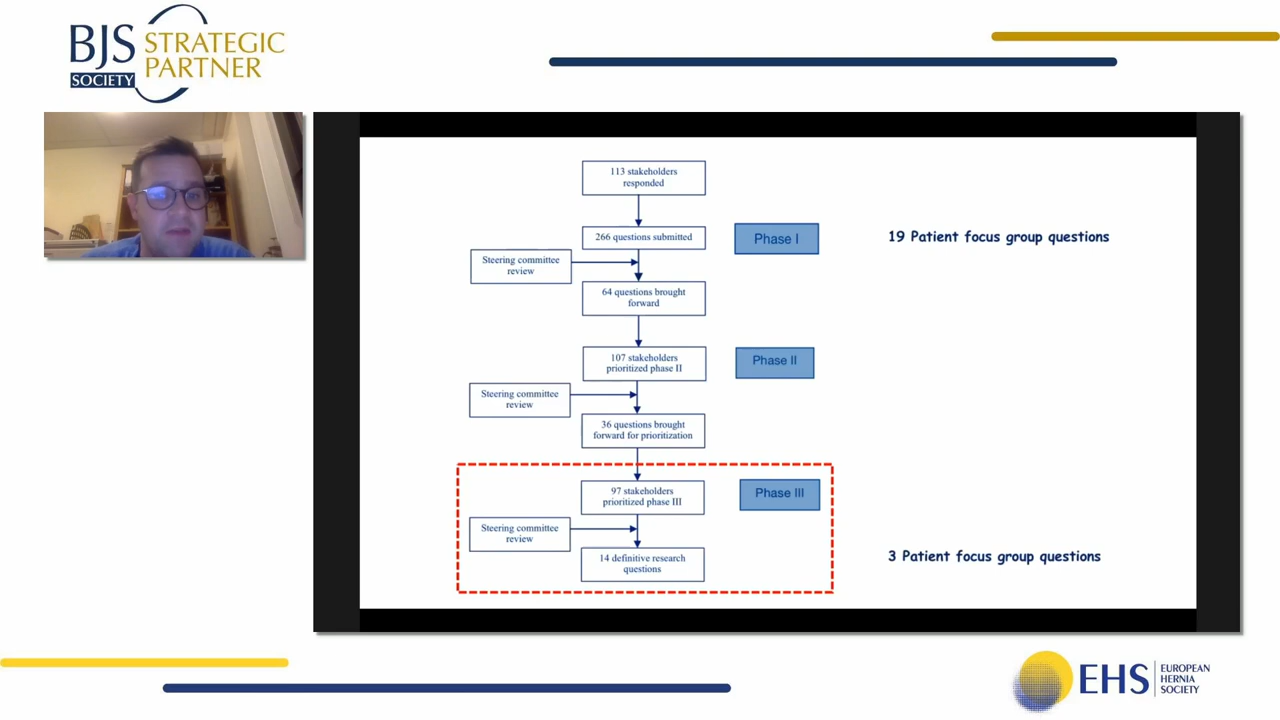 BJS STRATEGIC
SOCIETY PARTNER
113 stakeholders
responded
266 questions submitted
Phase I
19 Patient focus group questions
Steering committee
review
64 questions brought
forward
107 stakeholders
prioritized phase II
Phase II
Steering committee
review
36 questions brought
forward for prioritization
97 stakeholders
prioritized phase III
Phase III
Steering committee
review
14 definitive research
questions
3 Patient focus group questions
EHS
EUROPEAN
HERNIA
SOCIETY